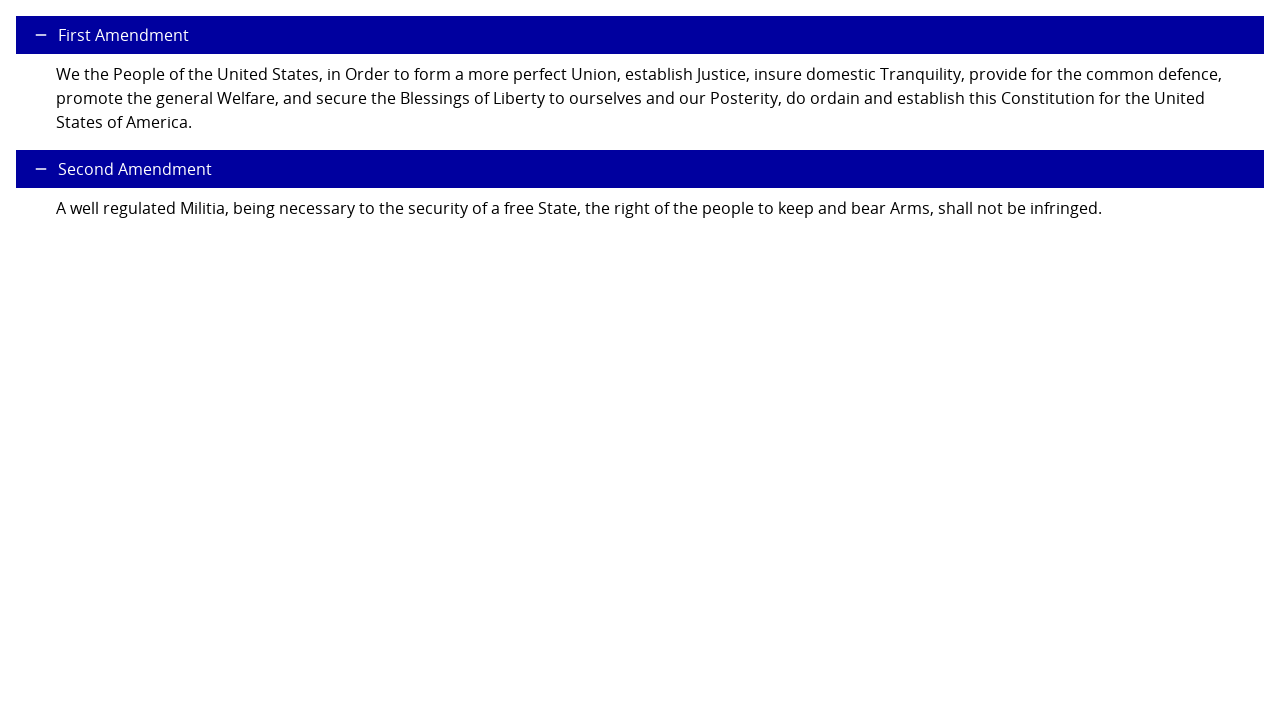 First Amendment
We the People of the United States, in Order to form a more perfect Union, establish Justice, insure domestic Tranquility, provide for the common defence,
promote the general Welfare, and secure the Blessings of Liberty to ourselves and our Posterity, do ordain and establish this Constitution for the United
States of America.
Second Amendment
A well regulated Militia, being necessary to the security of a free State, the right of the people to keep and bear Arms, shall not be infringed.